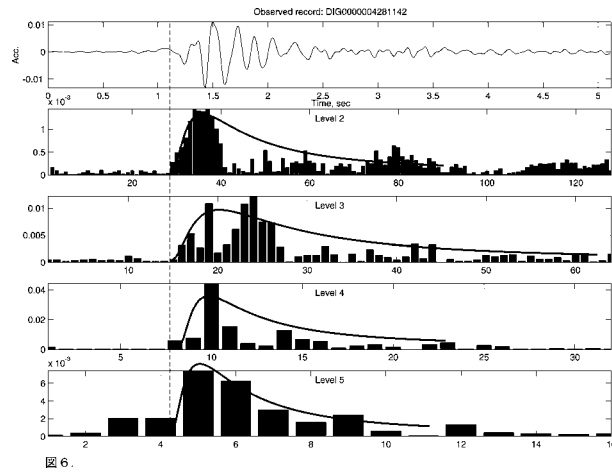 Observed record: DIG0000004281142
0.01
0
-0.01
Acc.
0 0.5 1 1.5 2 2.5 3 3.5 4 4.5 5
Time, sec
x 10⁻³
Level 2
1
0.5
0
20 40 60 80 100 120
Level 3
0.01
0.005
0
10 20 30 40 50 60
Level 4
0.04
0.02
0
5 10 15 20 25 30
x 10⁻³
Level 5
6
4
2
0
2 4 6 8 10 12 14 16
図6.